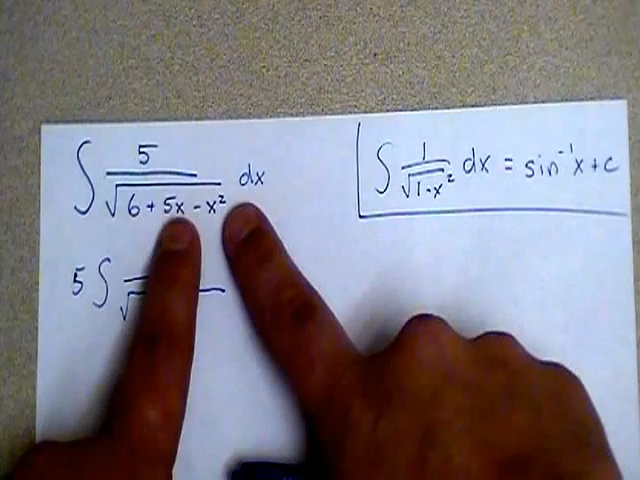 ∫ 5/√(6 + 5x - x²) dx
∫ 1/√(1-x²) dx = sin⁻¹x + c
5 ∫ √